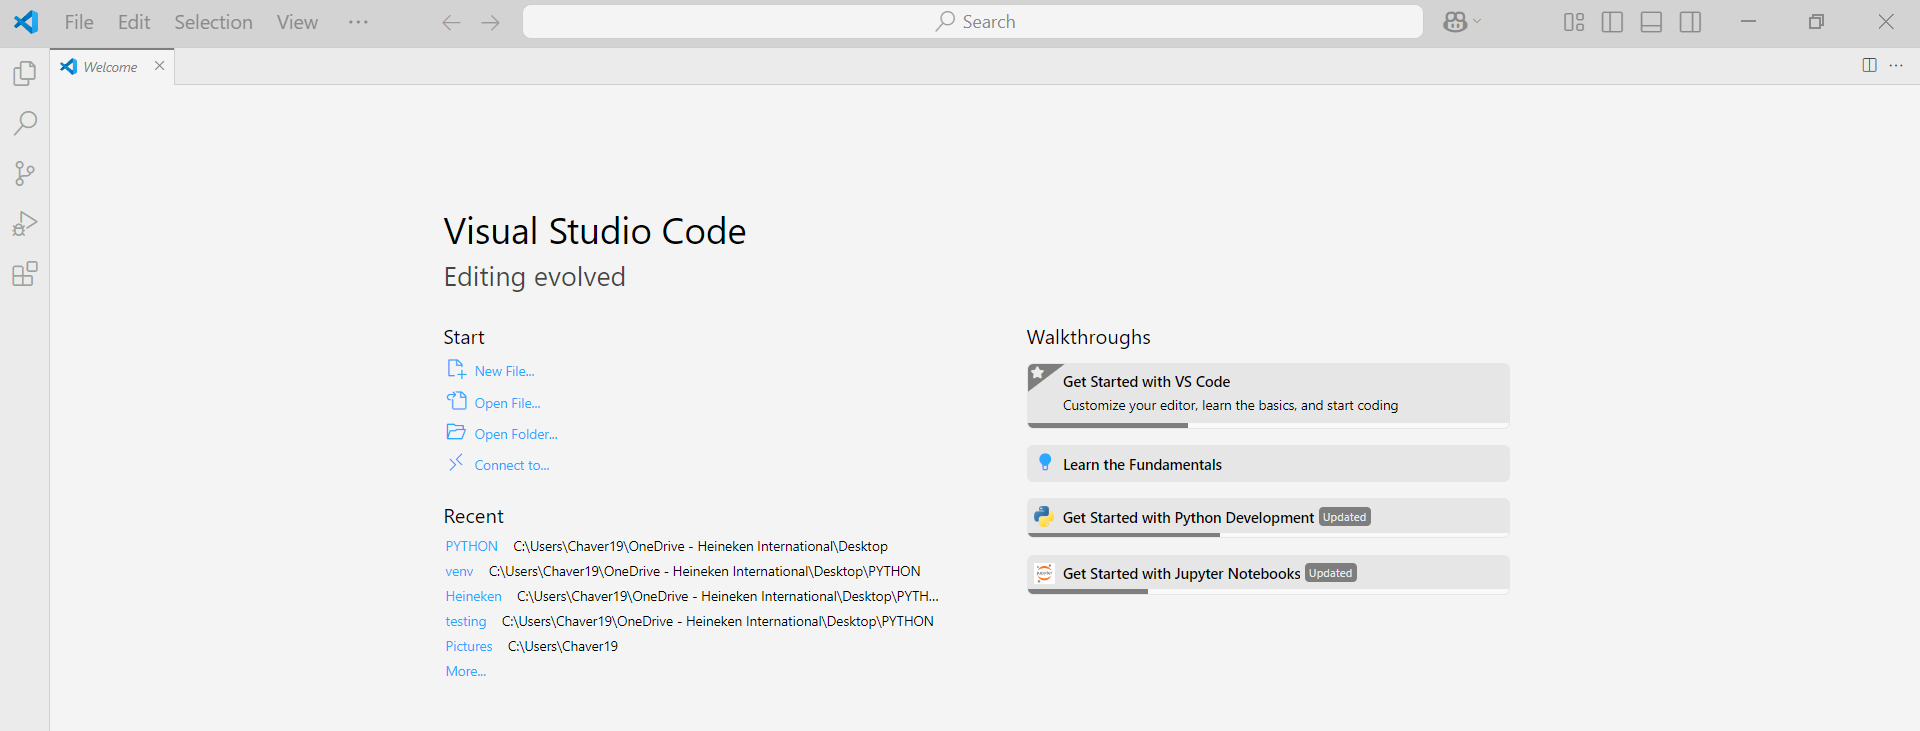 File Edit Selection View ···
Search
Welcome
Visual Studio Code
Editing evolved
Start
New File...
Open File...
Open Folder...
Connect to...
Recent
PYTHON C:\Users\Chaver19\OneDrive - Heineken International\Desktop
venv C:\Users\Chaver19\OneDrive - Heineken International\Desktop\PYTHON
Heineken C:\Users\Chaver19\OneDrive - Heineken International\Desktop\PYTH...
testing C:\Users\Chaver19\OneDrive - Heineken International\Desktop\PYTHON
Pictures C:\Users\Chaver19
More...
Walkthroughs
Get Started with VS Code
Customize your editor, learn the basics, and start coding
Learn the Fundamentals
Get Started with Python Development Updated
Get Started with Jupyter Notebooks Updated